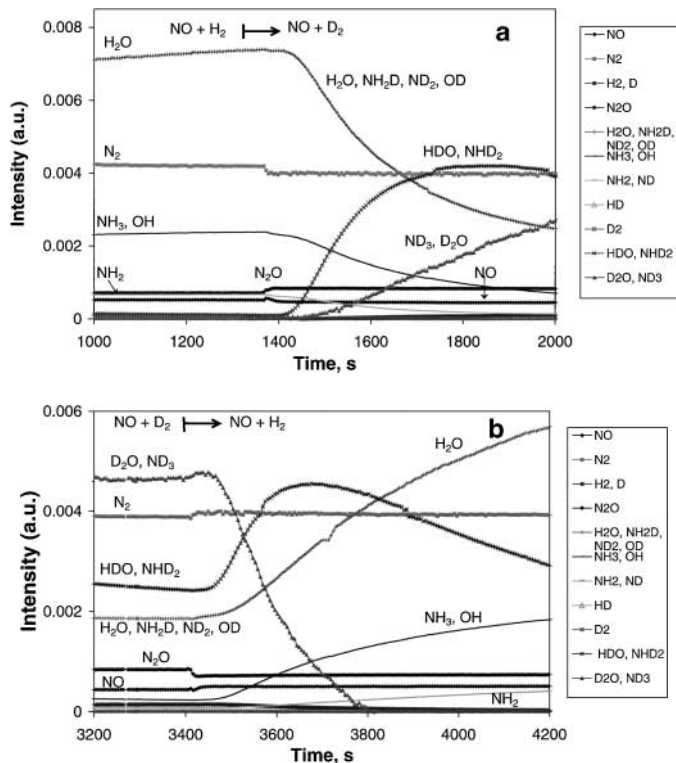 a
NO + H₂ NO + D₂
0.008
0.006
0.004
0.002
0
Intensity (a.u.)
H₂O
H₂O, NH₂D, ND₂, OD
N₂
HDO, NHD₂
NH₃, OH
ND₃, D₂O
NH₂
N₂O
NO
1000 1200 1400 1600 1800 2000
Time, s
NO
N2
H2, D
N2O
H2O, NH2D,
ND2, OD
NH3, OH
NH2, ND
HD
D2
HDO, NHD2
D2O, ND3
b
NO + D₂ NO + H₂
0.006
0.004
0.002
0
Intensity (a.u.)
H₂O
D₂O, ND₃
N₂
HDO, NHD₂
H₂O, NH₂D, ND₂, OD
NH₃, OH
N₂O
NO
NH₂
3200 3400 3600 3800 4000 4200
Time, s
NO
N2
H2, D
N2O
H2O, NH2D,
ND2, OD
NH3, OH
NH2, ND
HD
D2
HDO, NHD2
D2O, ND3